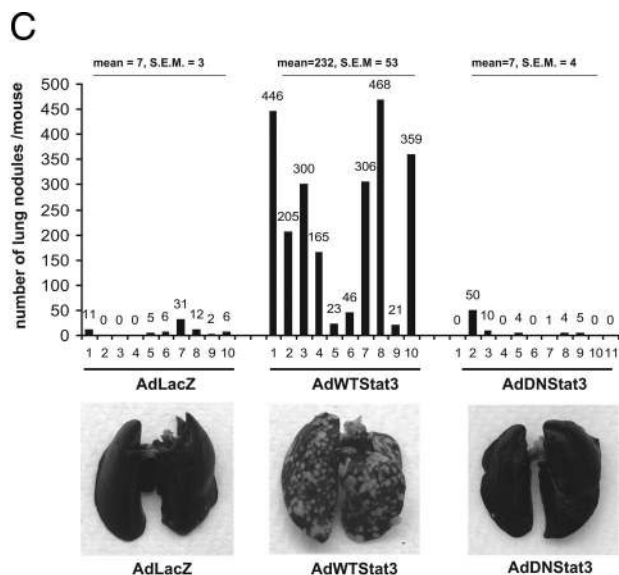 C
mean = 7, S.E.M. = 3 mean=232, S.E.M = 53 mean=7, S.E.M. = 4
number of lung nodules /mouse
500
450
400
350
300
250
200
150
100
50
0
11 0 0 0 5 6 31 12 2 6
446 205 300 165 23 46 306 468 21 359
0 50 10 0 4 0 1 4 5 0 0
1 2 3 4 5 6 7 8 9 10 1 2 3 4 5 6 7 8 9 10 1 2 3 4 5 6 7 8 9 10 11
AdLacZ AdWTStat3 AdDNStat3
AdLacZ AdWTStat3 AdDNStat3